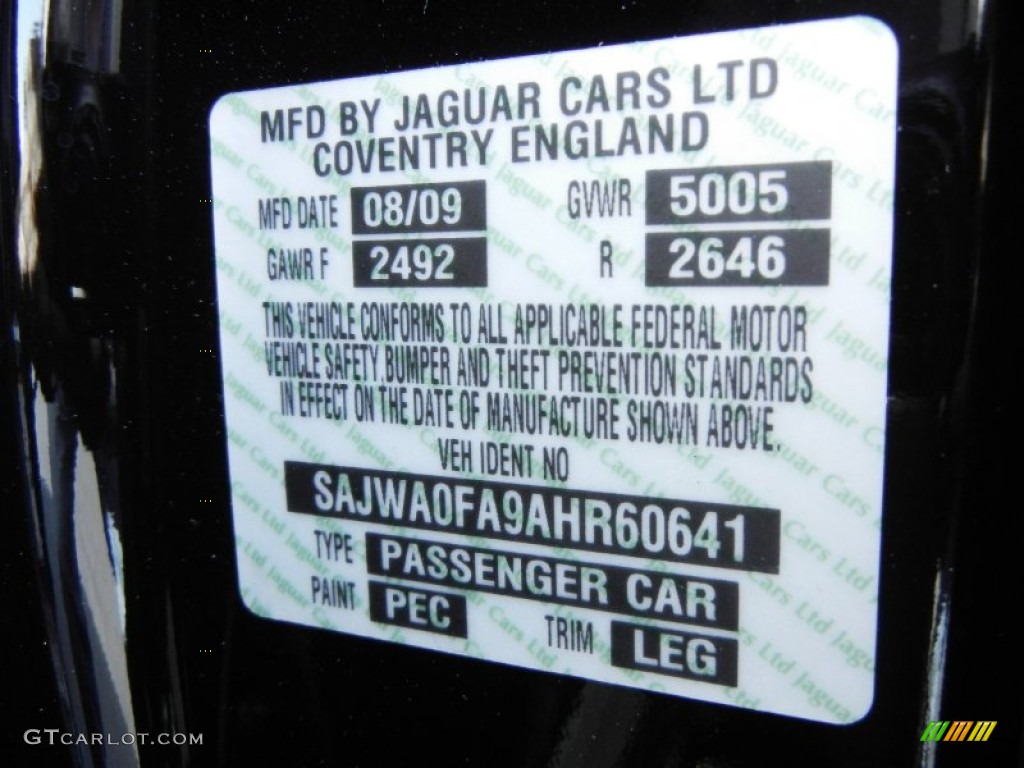 MFD BY JAGUAR CARS LTD
COVENTRY ENGLAND
MFD DATE 08/09 GVWR 5005
GAWR F 2492 R 2646
THIS VEHICLE CONFORMS TO ALL APPLICABLE FEDERAL MOTOR
VEHICLE SAFETY, BUMPER AND THEFT PREVENTION STANDARDS
IN EFFECT ON THE DATE OF MANUFACTURE SHOWN ABOVE.
VEH IDENT NO
SAJWA0FA9AHR60641
TYPE PASSENGER CAR
PAINT PEC TRIM LEG
GTCARLOT.COM